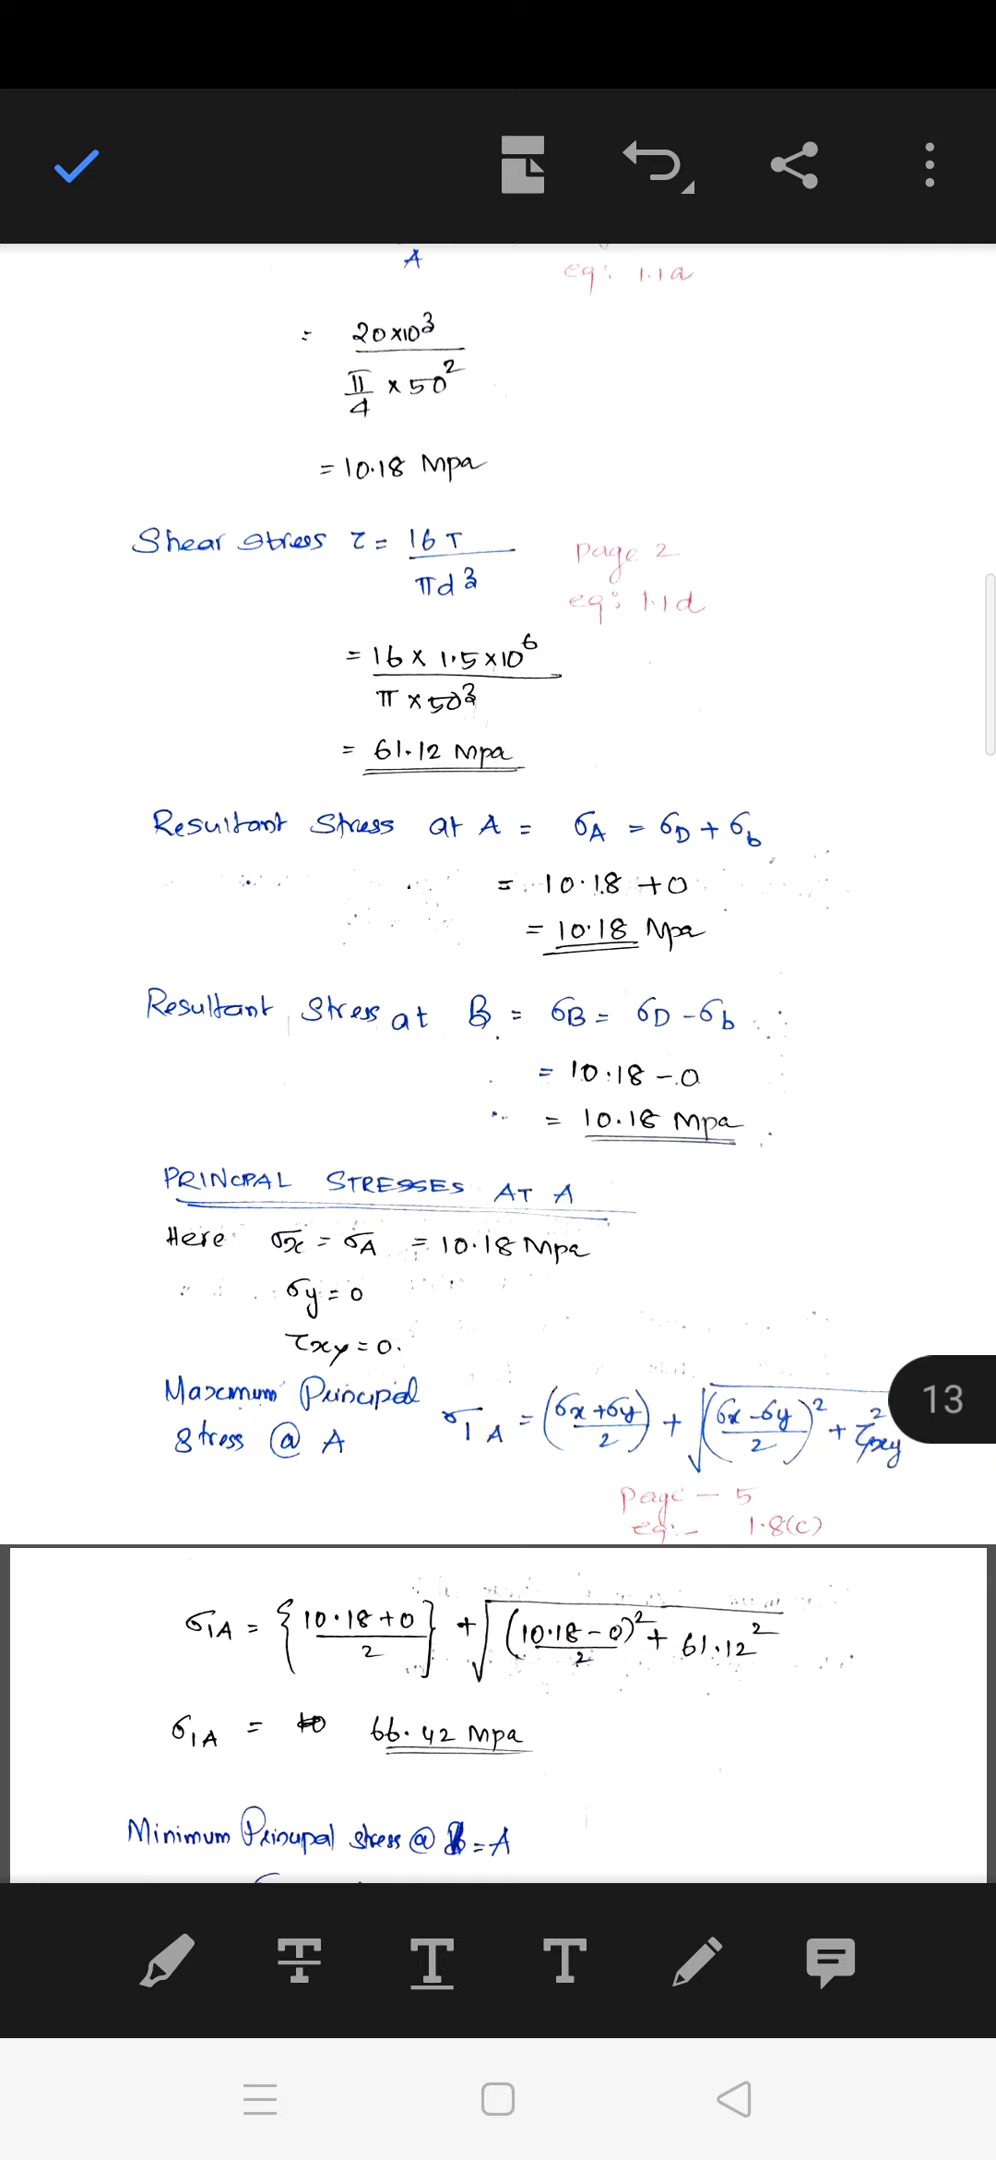 A
eq: 1.1a
= 20×10³
π/4 × 50²
= 10.18 Mpa
Shear stress τ = 16T
πd³
page 2
eq: 1.1d
= 16 × 1.5×10⁶
π × 50³
= 61.12 Mpa
Resultant Stress at A = σA = σD + σb
= 10.18 + 0
= 10.18 Mpa
Resultant Stress at B = σB = σD - σb
= 10.18 - 0
= 10.18 Mpa
PRINCPAL STRESSES AT A
Here σx = σA = 10.18 Mpa
σy = 0
τxy = 0.
Maximum Principal
Stress @ A
σ1A = (σx+σy/2) + √(σx-σy/2)² + τ²xy
13
page - 5
eq:- 1.8(c)
σ1A = {10.18+0/2} + √(10.18-0/2)² + 61.12²
σ1A = 66.42 Mpa
Minimum Principal stress @ = A